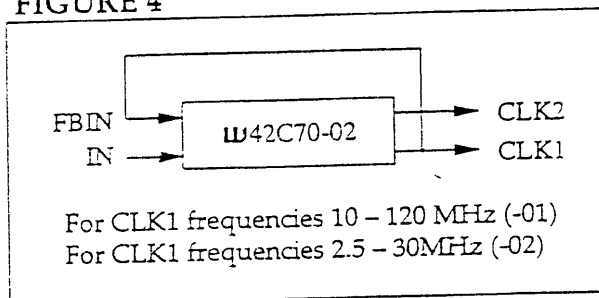 FIGURE 4
FBIN
IN
W42C70-02
CLK2
CLK1
For CLK1 frequencies 10 – 120 MHz (-01)
For CLK1 frequencies 2.5 – 30MHz (-02)